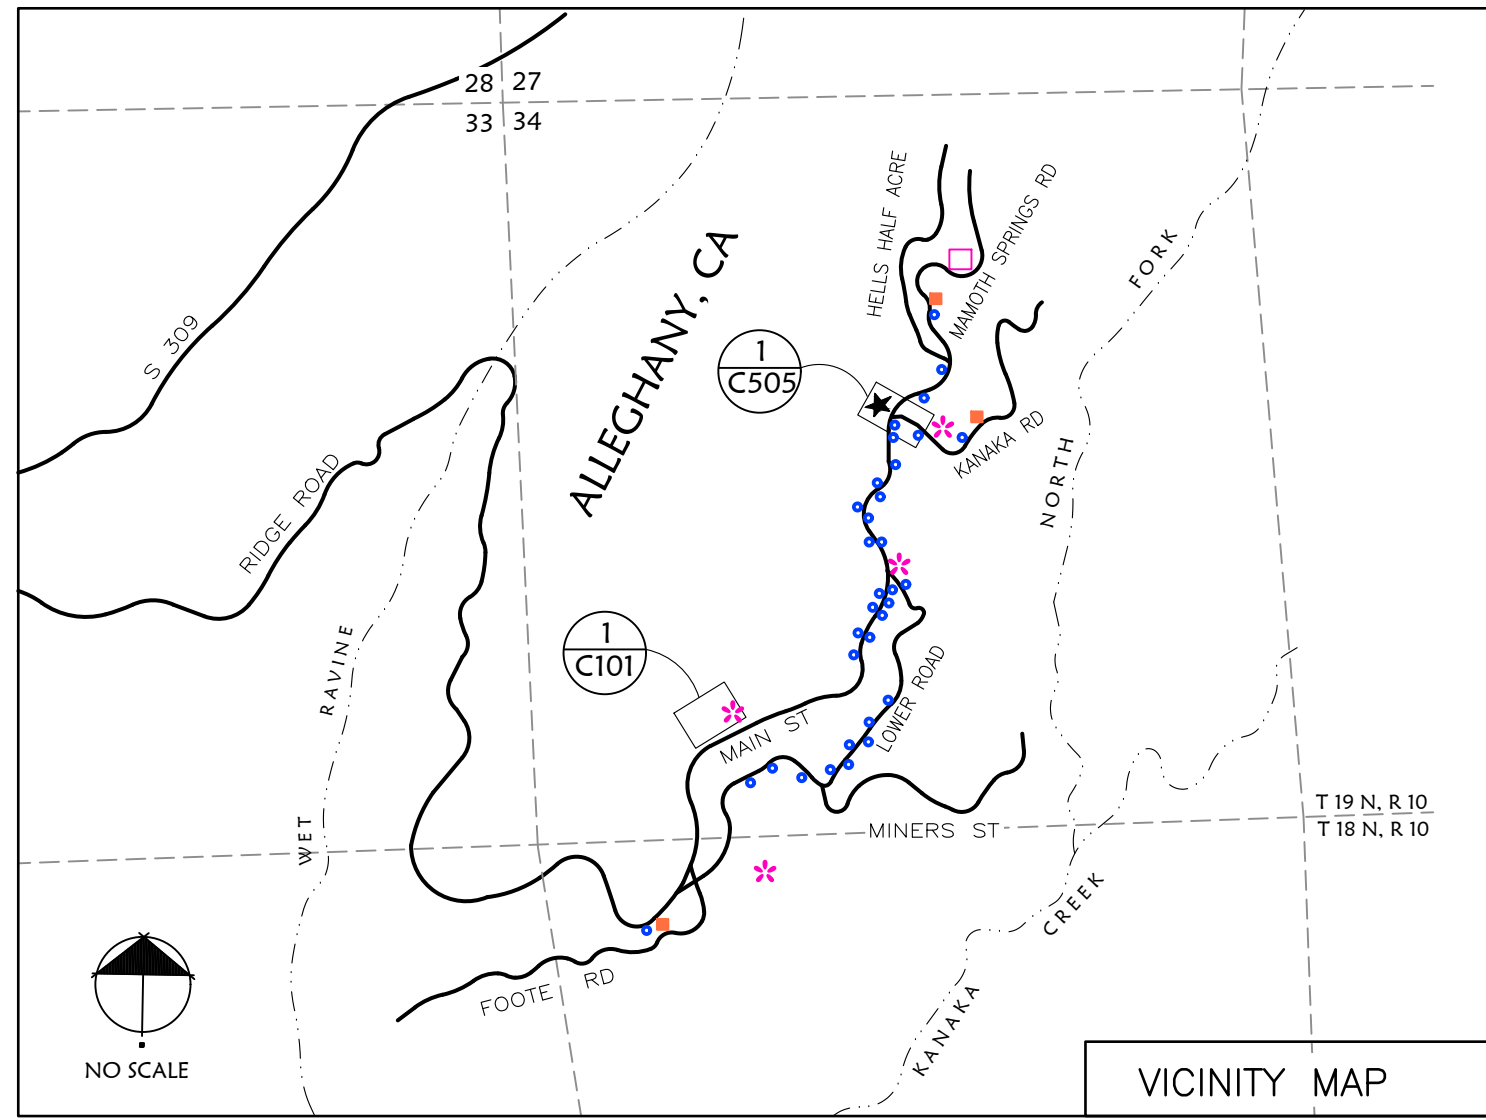 28 27
33 34
HELLS HALF ACRE
MAMOTH SPRINGS RD
FORK
ALLEGHANY, CA
S 309
1
C505
KANAKA RD
NORTH
RIDGE ROAD
1
C101
RAVINE
MAIN ST
LOWER ROAD
WET
MINERS ST
T 19 N, R 10
T 18 N, R 10
CREEK
FOOTE RD
KANAKA
NO SCALE
VICINITY MAP